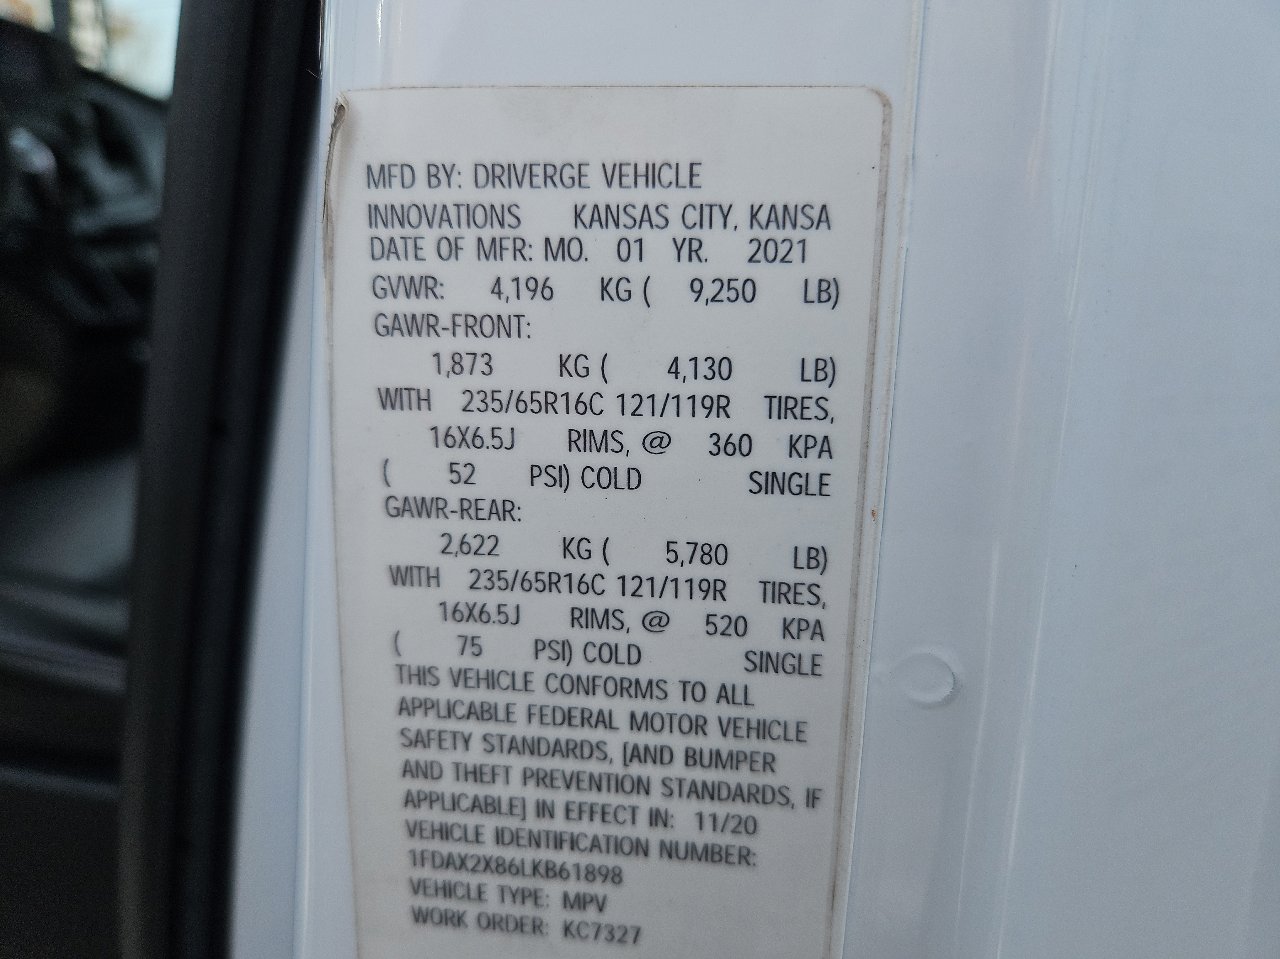 MFD BY: DRIVERGE VEHICLE
INNOVATIONS KANSAS CITY, KANSA
DATE OF MFR: MO. 01 YR. 2021
GVWR: 4,196 KG ( 9,250 LB)
GAWR-FRONT:
1,873 KG ( 4,130 LB)
WITH 235/65R16C 121/119R TIRES,
16X6.5J RIMS, @ 360 KPA
( 52 PSI) COLD SINGLE
GAWR-REAR:
2,622 KG ( 5,780 LB)
WITH 235/65R16C 121/119R TIRES,
16X6.5J RIMS, @ 520 KPA
( 75 PSI) COLD SINGLE
THIS VEHICLE CONFORMS TO ALL
APPLICABLE FEDERAL MOTOR VEHICLE
SAFETY STANDARDS, [AND BUMPER
AND THEFT PREVENTION STANDARDS, IF
APPLICABLE] IN EFFECT IN: 11/20
VEHICLE IDENTIFICATION NUMBER:
1FDAX2X86LKB61898
VEHICLE TYPE: MPV
WORK ORDER: KC7327